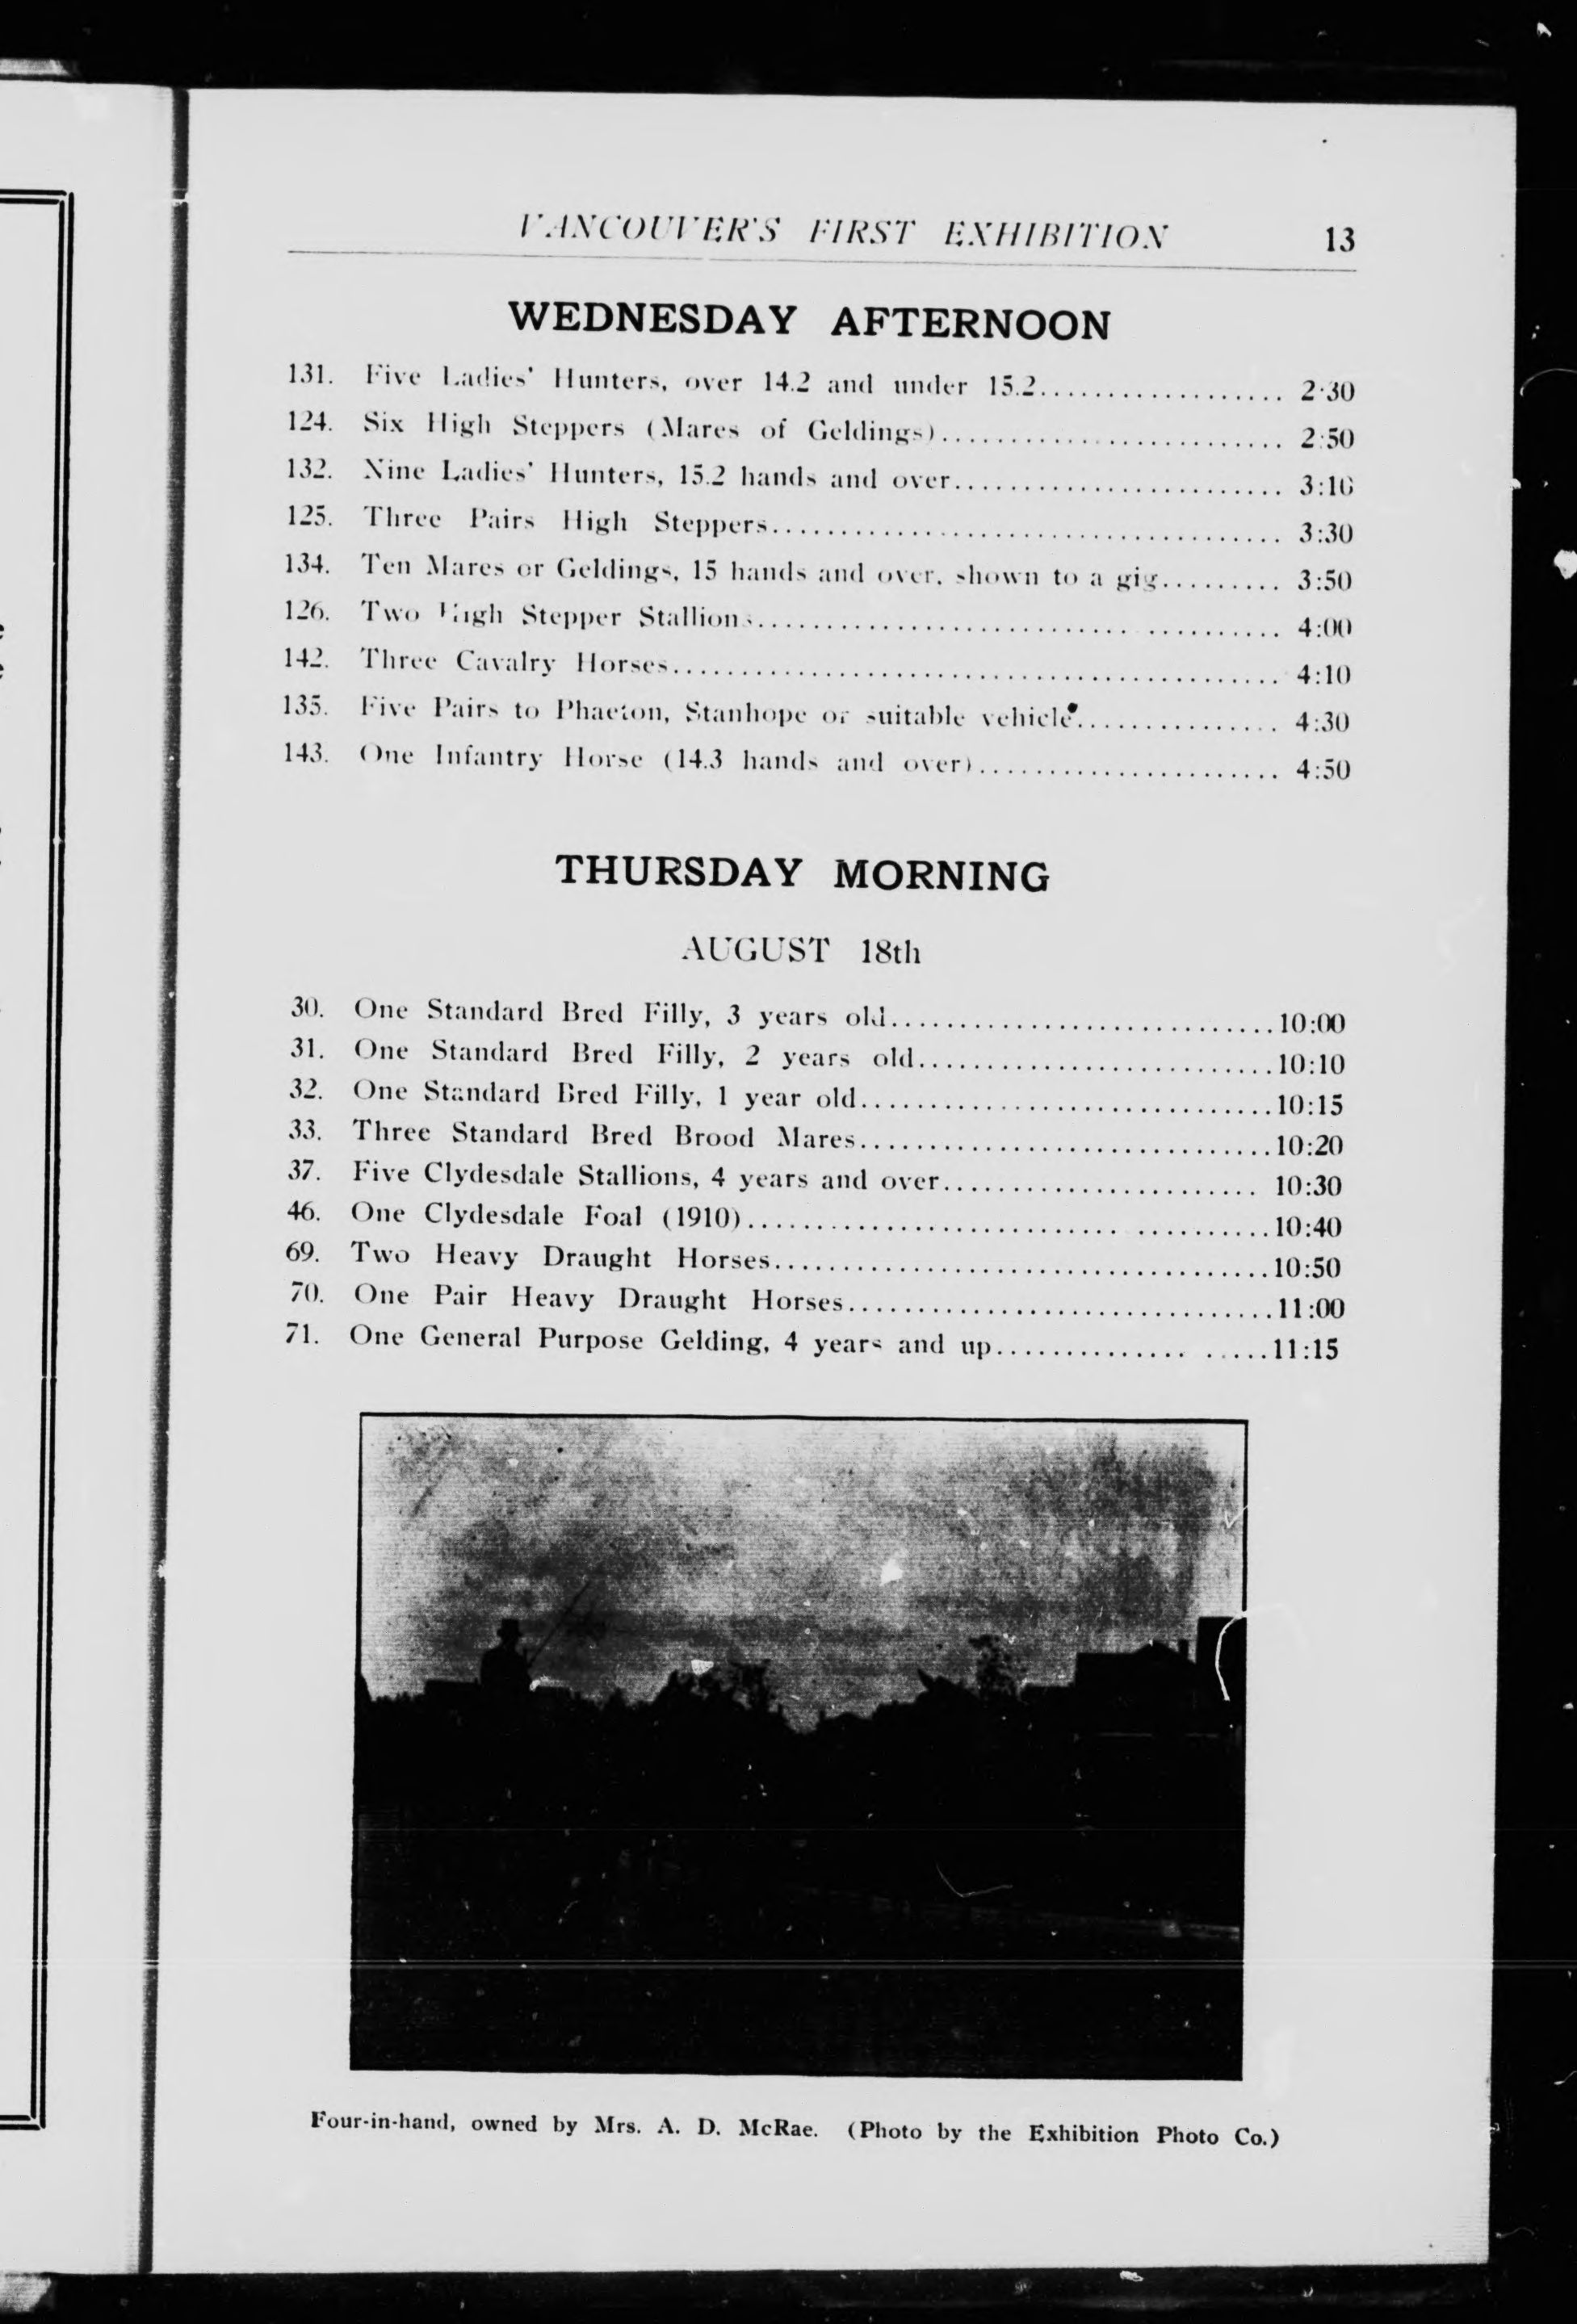 VANCOUVER'S FIRST EXHIBITION 13
WEDNESDAY AFTERNOON
131. Five Ladies' Hunters, over 14.2 and under 15.2.................. 2:30
124. Six High Steppers (Mares of Geldings)......................... 2:50
132. Nine Ladies' Hunters, 15.2 hands and over........................ 3:10
125. Three Pairs High Steppers..................................... 3:30
134. Ten Mares or Geldings, 15 hands and over, shown to a gig......... 3:50
126. Two High Stepper Stallions...................................... 4:00
142. Three Cavalry Horses............................................ 4:10
135. Five Pairs to Phaeton, Stanhope or suitable vehicle............... 4:30
143. One Infantry Horse (14.3 hands and over)...................... 4:50
THURSDAY MORNING
AUGUST 18th
30. One Standard Bred Filly, 3 years old............................10:00
31. One Standard Bred Filly, 2 years old..........................10:10
32. One Standard Bred Filly, 1 year old..............................10:15
33. Three Standard Bred Brood Mares..............................10:20
37. Five Clydesdale Stallions, 4 years and over....................... 10:30
46. One Clydesdale Foal (1910)......................................10:40
69. Two Heavy Draught Horses....................................10:50
70. One Pair Heavy Draught Horses...............................11:00
71. One General Purpose Gelding, 4 years and up....................11:15
Four-in-hand, owned by Mrs. A. D. McRae. (Photo by the Exhibition Photo Co.)